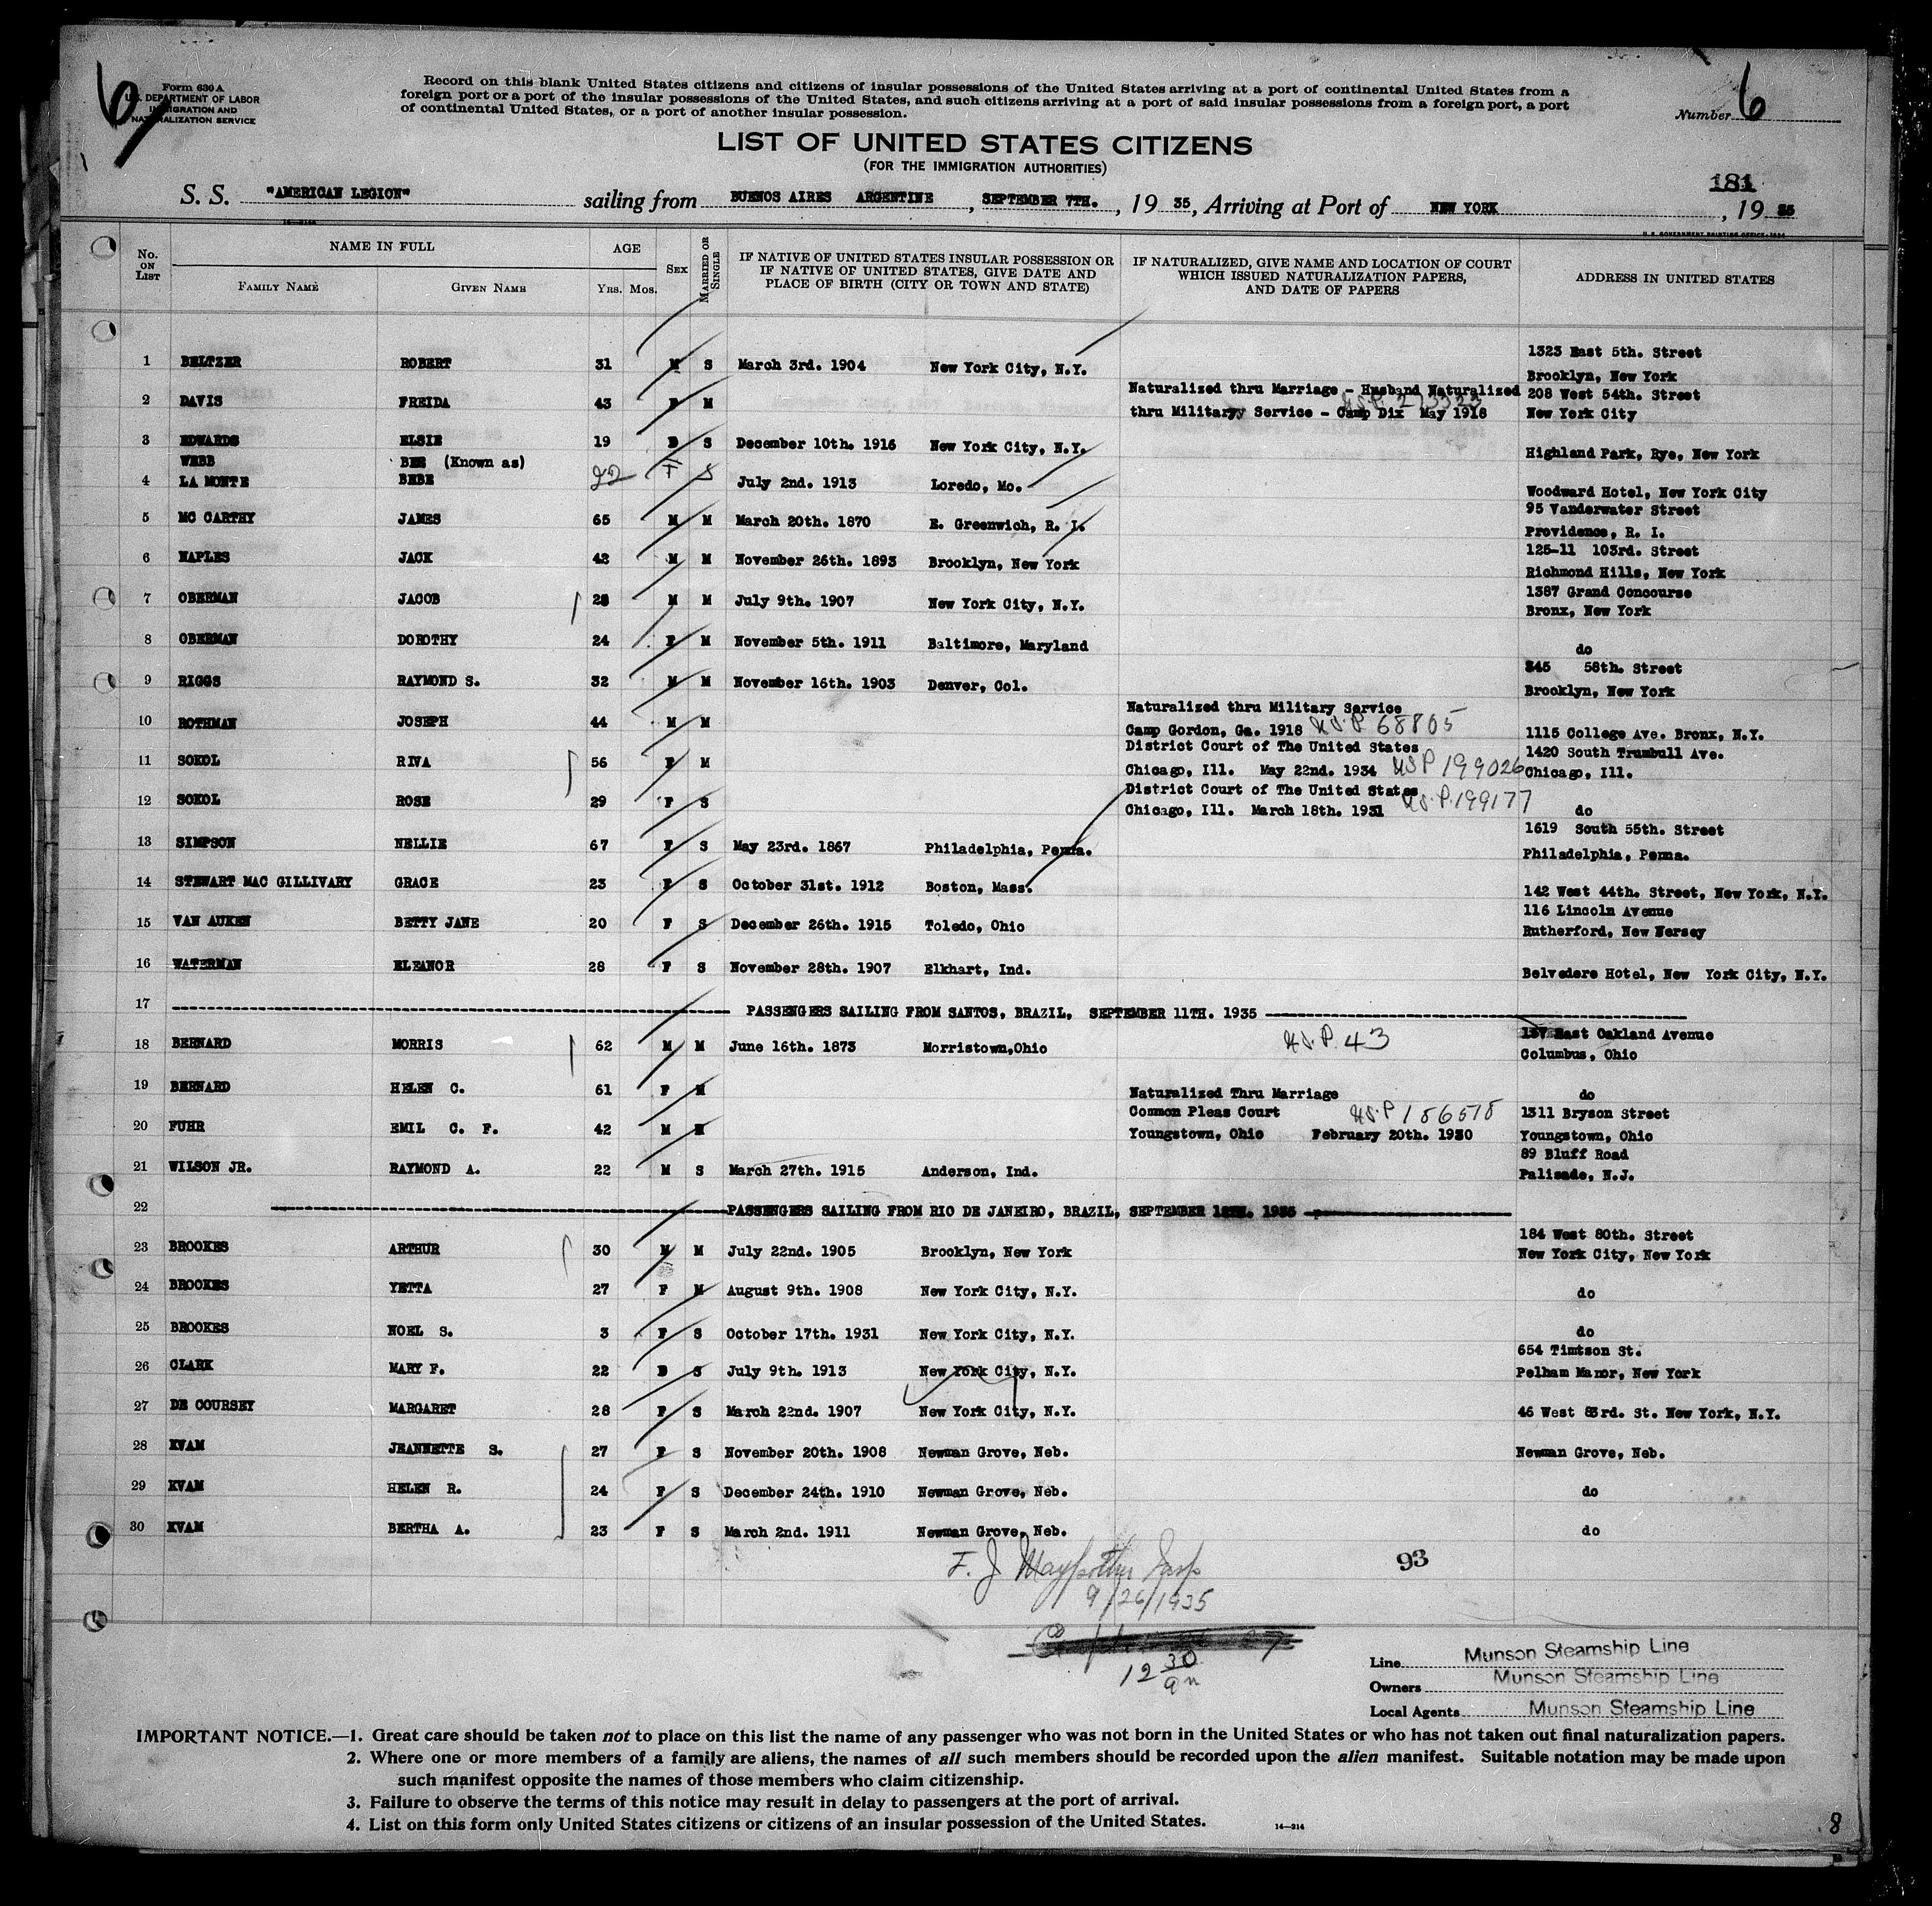 6
Form 630 A
U.S. DEPARTMENT OF LABOR
IMMIGRATION AND
NATURALIZATION SERVICE
Record on this blank United States citizens and citizens of insular possessions of the United States arriving at a port of continental United States from a
foreign port or a port of the insular possessions of the United States, and such citizens arriving at a port of said insular possessions from a foreign port, a port
of continental United States, or a port of another insular possession.
Number 6
LIST OF UNITED STATES CITIZENS
(FOR THE IMMIGRATION AUTHORITIES)
181
S. S. "AMERICAN LEGION" sailing from BUENOS AIRES ARGENTINE, SEPTEMBER 7TH., 19 35, Arriving at Port of NEW YORK, 19 35
U. S. GOVERNMENT PRINTING OFFICE: 1934
No. ON LIST
NAME IN FULL
FAMILY NAME GIVEN NAME
AGE
YRS. MOS.
SEX
MARRIED OR SINGLE
IF NATIVE OF UNITED STATES INSULAR POSSESSION OR
IF NATIVE OF UNITED STATES, GIVE DATE AND
PLACE OF BIRTH (CITY OR TOWN AND STATE)
IF NATURALIZED, GIVE NAME AND LOCATION OF COURT
WHICH ISSUED NATURALIZATION PAPERS,
AND DATE OF PAPERS
ADDRESS IN UNITED STATES
1323 East 5th. Street
1 BELTZER ROBERT 31 M S March 3rd. 1904 New York City, N.Y. Brooklyn, New York
Naturalized thru Marriage - Husband Naturalized 208 West 54th. Street
2 DAVIS FREIDA 43 F M thru Military Service - Camp Dix May 1918 New York City
3 EDWARDS ELSIE 19 S December 10th. 1916 New York City, N.Y. Highland Park, Rye, New York
WEBB BEE (Known as)
4 LA MONTE BEBE 22 F S July 2nd. 1913 Loredo, Mo. Woodward Hotel, New York City
95 Vanderwater Street
5 MC CARTHY JAMES 65 M M March 20th. 1870 E. Greenwich, R. I. Providence, R. I.
125-11 103rd. Street
6 NAPLES JACK 42 M M November 26th. 1893 Brooklyn, New York Richmond Hills, New York
1387 Grand Concourse
7 OBERMAN JACOB 28 M M July 9th. 1907 New York City, N.Y. Bronx, New York
8 OBERMAN DOROTHY 24 F M November 5th. 1911 Baltimore, Maryland do
845 58th. Street
9 RIGGS RAYMOND S. 32 M M November 16th. 1903 Denver, Col. Brooklyn, New York
Naturalized thru Military Service
10 ROTHMAN JOSEPH 44 M M Camp Gordon, Ga. 1918 U.S.P. 68805 1115 College Ave. Bronx, N.Y.
District Court of The United States 1420 South Trumbull Ave.
11 SOKOL RIVA 56 F M Chicago, Ill. May 22nd. 1934 USP 199026 Chicago, Ill.
District Court of The United States
12 SOKOL ROSE 29 F S Chicago, Ill. March 18th. 1931 U.S.P. 199177 do
1619 South 55th. Street
13 SIMPSON NELLIE 67 F S May 23rd. 1867 Philadelphia, Penna. Philadelphia, Penna.
14 STEWART MAC GILLIVARY GRACE 23 F S October 31st. 1912 Boston, Mass. 142 West 44th. Street, New York, N.Y.
116 Lincoln Avenue
15 VAN AUKEN BETTY JANE 20 F S December 26th. 1915 Toledo, Ohio Rutherford, New Nersey
16 WATERMAN ELEANOR 28 F S November 28th. 1907 Elkhart, Ind. Belvedere Hotel, New York City, N.Y.
17 PASSENGERS SAILING FROM SANTOS, BRAZIL, SEPTEMBER 11TH. 1935
East Oakland Avenue
18 BERNARD MORRIS 62 M M June 16th. 1873 Morristown,Ohio U.S.P. 43 Columbus, Ohio
19 BERNARD HELEN C. 61 F M Naturalized Thru Marriage do
Common Pleas Court U.S.P 186578 1311 Bryson Street
20 FUHR EMIL C. F. 42 M M Youngstown, Ohio February 20th. 1930 Youngstown, Ohio
89 Bluff Road
21 WILSON JR. RAYMOND A. 22 M S March 27th. 1915 Anderson, Ind. Palisade, N.J.
22 PASSENGERS SAILING FROM RIO DE JANEIRO, BRAZIL, SEPTEMBER 1935
184 West 80th. Street
23 BROOKES ARTHUR 30 M M July 22nd. 1905 Brooklyn, New York New York City, New York
24 BROOKES YETTA 27 F M August 9th. 1908 New York City, N.Y. do
25 BROOKES NOEL S. 3 F S October 17th. 1931 New York City, N.Y. do
654 Timtson St.
26 CLARK MARY F. 22 S July 9th. 1913 New York City, N.Y. Pelham Manor, New York
27 DE COURSEY MARGARET 28 F S March 22nd. 1907 New York City, N.Y. 46 West 83rd. St. New York, N.Y.
28 KVAM JEANNETTE S. 27 F S November 20th. 1908 Newman Grove, Neb. Newman Grove, Neb.
29 KVAM HELEN R. 24 F S December 24th. 1910 Newman Grove, Neb. do
30 KVAM BERTHA A. 23 F S March 2nd. 1911 Newman Grove, Neb. do
F. J. Insp
93
9/26/1935
12 30
Line Munson Steamship Line
Owners Munson Steamship Line
Local Agents Munson Steamship Line
IMPORTANT NOTICE.—1. Great care should be taken not to place on this list the name of any passenger who was not born in the United States or who has not taken out final naturalization papers.
2. Where one or more members of a family are aliens, the names of all such members should be recorded upon the alien manifest. Suitable notation may be made upon
such manifest opposite the names of those members who claim citizenship.
3. Failure to observe the terms of this notice may result in delay to passengers at the port of arrival.
4. List on this form only United States citizens or citizens of an insular possession of the United States.
14—214
8